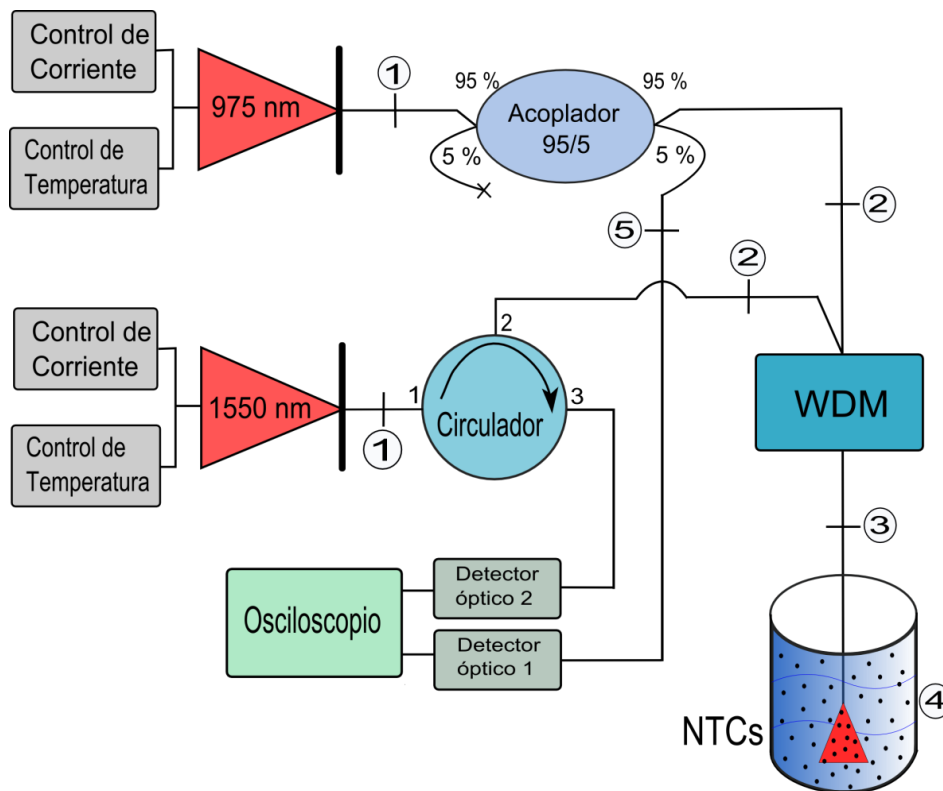 Control de
Corriente
975 nm
Control de
Temperatura
1
95 %
5 %
Acoplador
95/5
95 %
5 %
2
5
2
Control de
Corriente
1550 nm
Control de
Temperatura
1
1
2
3
Circulador
WDM
3
Osciloscopio
Detector
óptico 2
Detector
óptico 1
NTCs
4